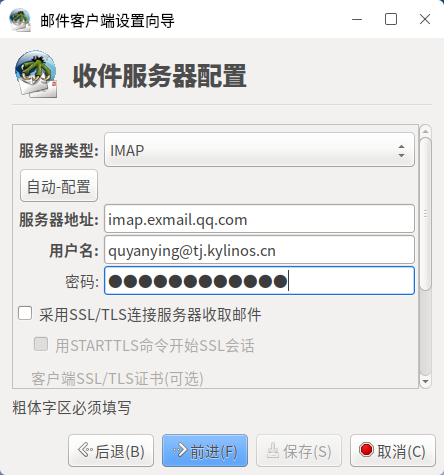 邮件客户端设置向导
收件服务器配置
服务器类型: IMAP
自动-配置
服务器地址: imap.exmail.qq.com
用户名: quyanying@tj.kylinos.cn
密码: ●●●●●●●●●●●●
采用SSL/TLS连接服务器收取邮件
用STARTTLS命令开始SSL会话
客户端SSL/TLS证书(可选)
粗体字区必须填写
后退(B) 前进(F) 保存(S) 取消(C)